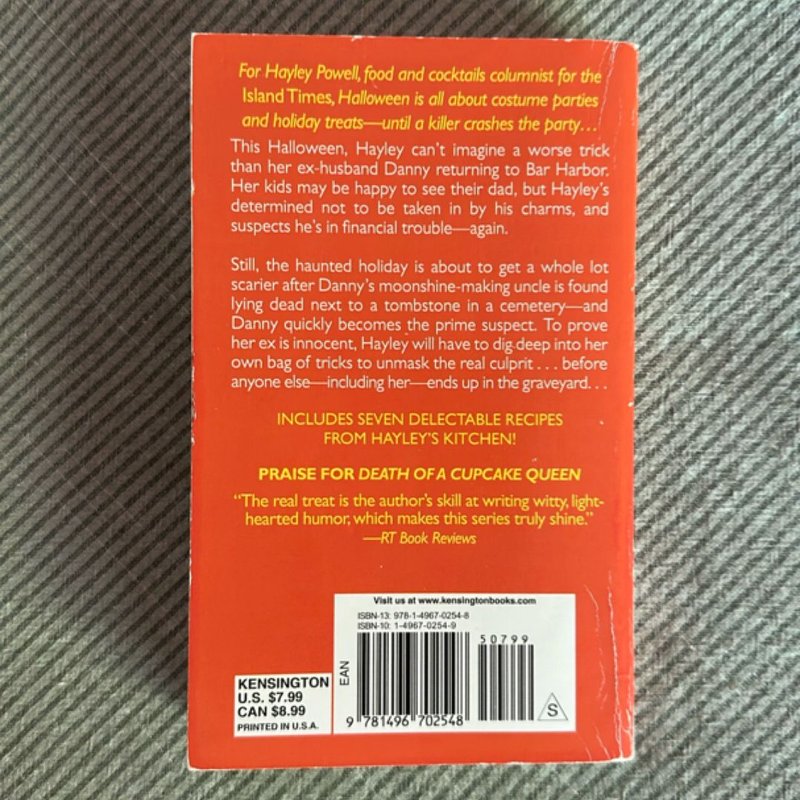 For Hayley Powell, food and cocktails columnist for the
Island Times, Halloween is all about costume parties
and holiday treats—until a killer crashes the party...
This Halloween, Hayley can't imagine a worse trick
than her ex-husband Danny returning to Bar Harbor.
Her kids may be happy to see their dad, but Hayley's
determined not to be taken in by his charms, and
suspects he's in financial trouble—again.
Still, the haunted holiday is about to get a whole lot
scarier after Danny's moonshine-making uncle is found
lying dead next to a tombstone in a cemetery—and
Danny quickly becomes the prime suspect. To prove
her ex is innocent, Hayley will have to dig deep into her
own bag of tricks to unmask the real culprit . . . before
anyone else—including her—ends up in the graveyard. . .
INCLUDES SEVEN DELECTABLE RECIPES
FROM HAYLEY'S KITCHEN!
PRAISE FOR DEATH OF A CUPCAKE QUEEN
“The real treat is the author's skill at writing witty, light-
hearted humor, which makes this series truly shine.”
—RT Book Reviews
Visit us at www.kensingtonbooks.com
ISBN-13: 978-1-4967-0254-8
ISBN-10: 1-4967-0254-9
50799
EAN
9 781496 702548
S
KENSINGTON
U.S. $7.99
CAN $8.99
PRINTED IN U.S.A.